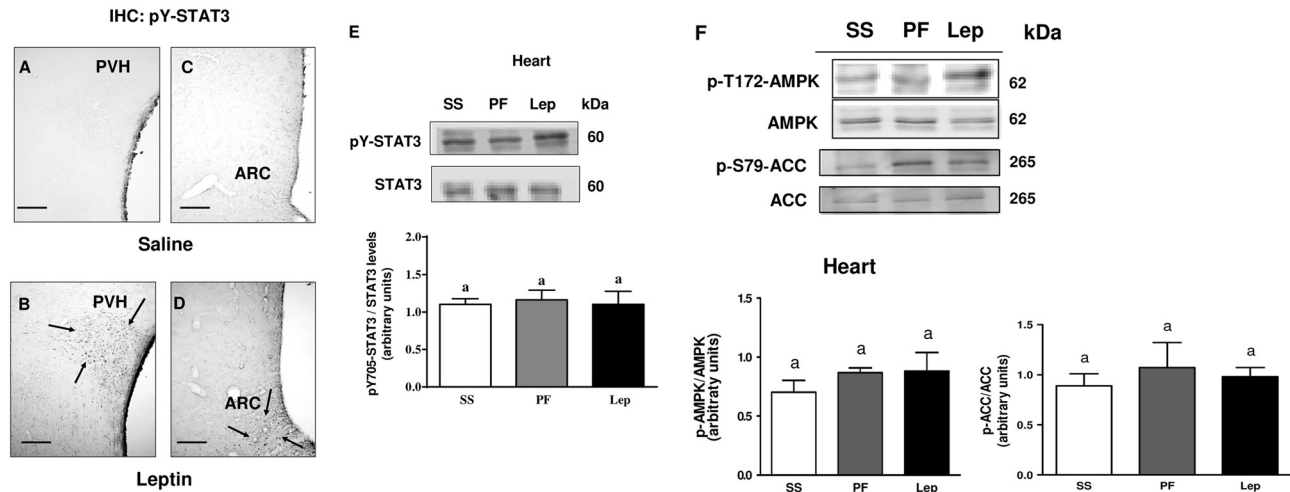 IHC: pY-STAT3
A
PVH
C
ARC
Saline
B
PVH
D
ARC
Leptin
E
Heart
SS PF Lep kDa
pY-STAT3 60
STAT3 60
pY705-STAT3 / STAT3 levels
(arbitrary units)
2.0
1.5
1.0
0.5
0.0
a a a
SS PF Lep
F
SS PF Lep kDa
p-T172-AMPK 62
AMPK 62
p-S79-ACC 265
ACC 265
Heart
p-AMPK/AMPK
(arbitraty units)
1.5
1.0
0.5
0.0
a a a
SS PF Lep
p-ACC/ACC
(arbitrary units)
1.5
1.0
0.5
0.0
a a a
SS PF Lep